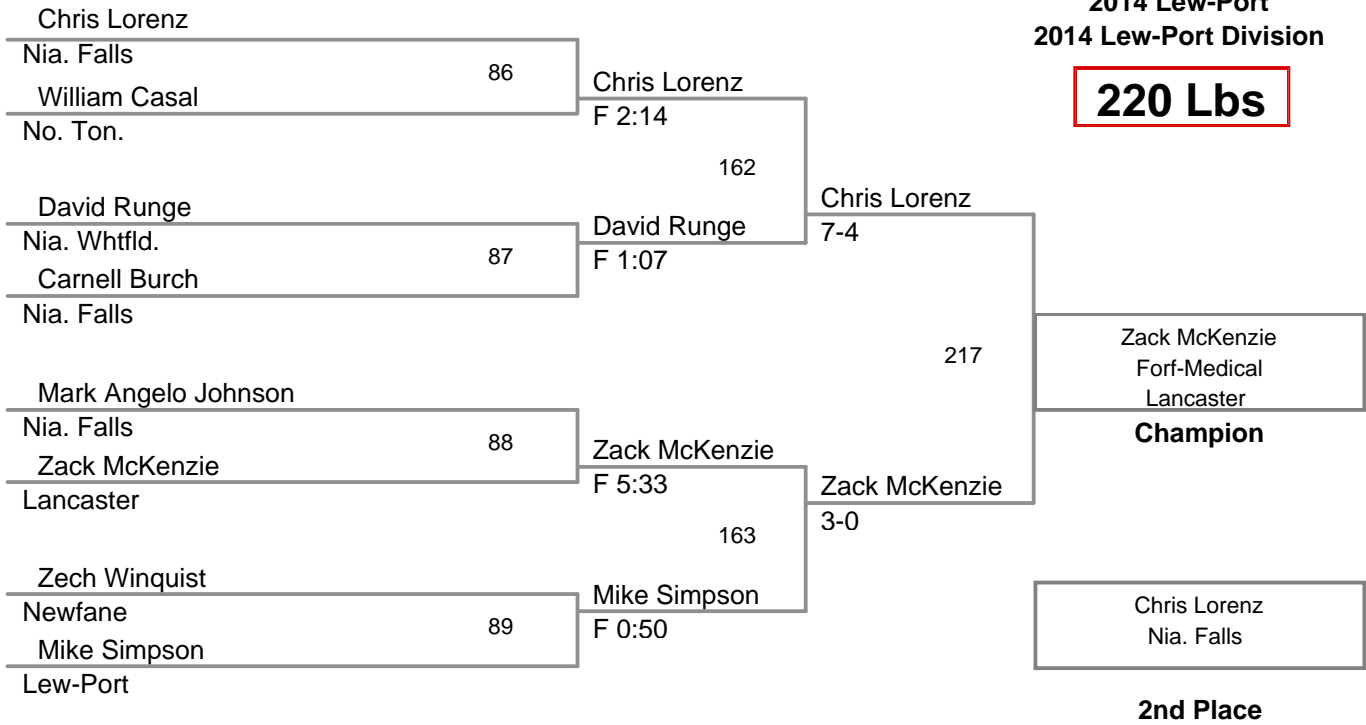 2014 Lew-Port
2014 Lew-Port Division
220 Lbs
Chris Lorenz
Nia. Falls
86
William Casal
No. Ton.
Chris Lorenz
F 2:14
162
David Runge
Nia. Whtfld.
87
Carnell Burch
Nia. Falls
David Runge
F 1:07
Chris Lorenz
7-4
217
Mark Angelo Johnson
Nia. Falls
88
Zack McKenzie
Lancaster
Zack McKenzie
F 5:33
163
Zech Winquist
Newfane
89
Mike Simpson
Lew-Port
Mike Simpson
F 0:50
Zack McKenzie
3-0
Zack McKenzie
Forf-Medical
Lancaster
Champion
Chris Lorenz
Nia. Falls
2nd Place